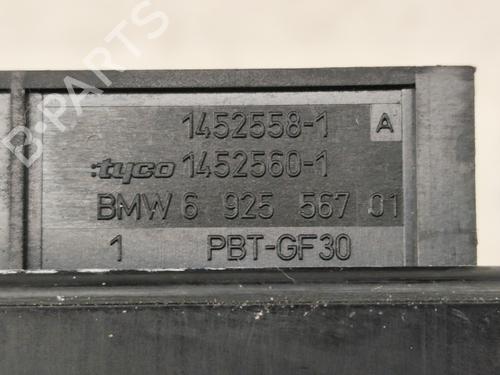 B-PARTS
1452558-1 A
:tyco 1452560-1
BMW 6 925 567 01
1 PBT-GF30